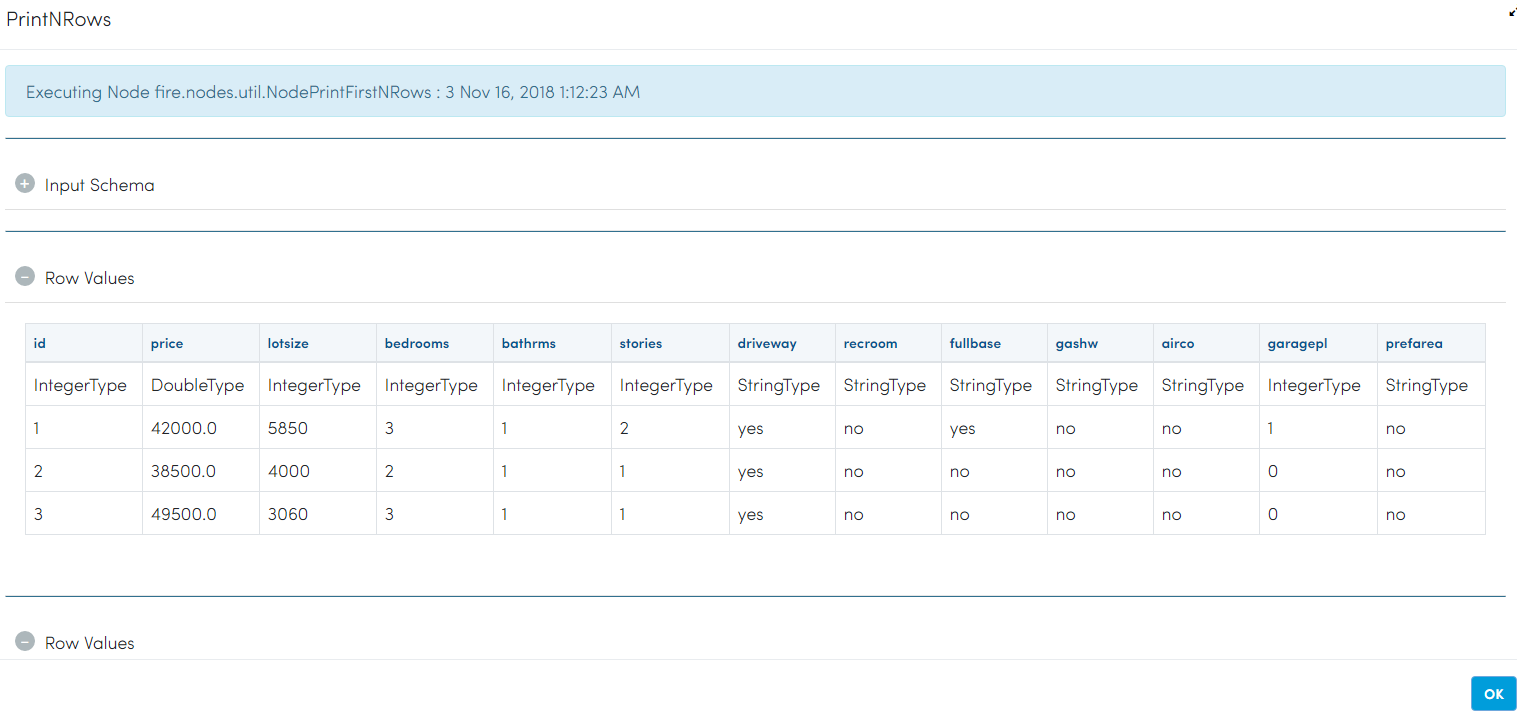 PrintNRows
Executing Node fire.nodes.util.NodePrintFirstNRows : 3 Nov 16, 2018 1:12:23 AM
Input Schema
Row Values
id price lotsize bedrooms bathrms stories driveway recroom fullbase gashw airco garagepl prefarea
IntegerType DoubleType IntegerType IntegerType IntegerType IntegerType StringType StringType StringType StringType StringType IntegerType StringType
1 42000.0 5850 3 1 2 yes no yes no no 1 no
2 38500.0 4000 2 1 1 yes no no no no 0 no
3 49500.0 3060 3 1 1 yes no no no no 0 no
Row Values
OK